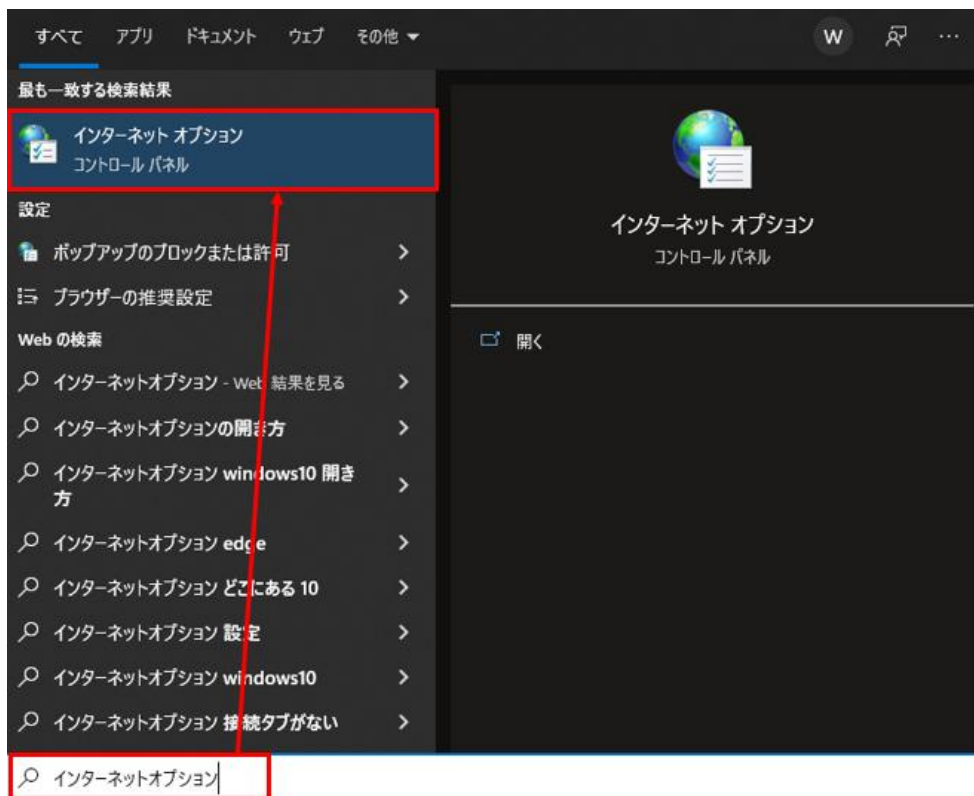 すべて アプリ ドキュメント ウェブ その他
W
最も一致する検索結果
インターネット オプション
コントロール パネル
設定
ポップアップのブロックまたは許可
ブラウザーの推奨設定
Web の検索
インターネットオプション - Web 結果を見る
インターネットオプションの開き方
インターネットオプション windows10 開き
方
インターネットオプション edge
インターネットオプション どこにある 10
インターネットオプション 設定
インターネットオプション windows10
インターネットオプション 接続タブがない
インターネットオプション
インターネット オプション
コントロール パネル
開く